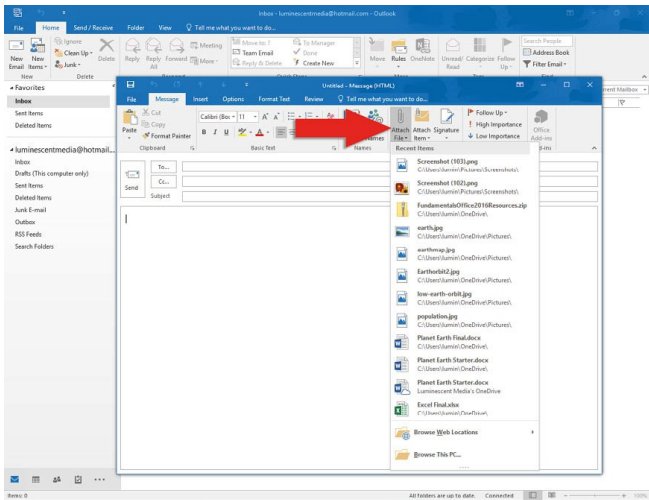 Inbox - luminescentmedia@hotmail.com - Outlook
File Home Send / Receive Folder View Tell me what you want to do...
New Email
New Items
Ignore
Clean Up
Junk
Delete
Reply
Reply All
Forward
Meeting
More
Move to: ?
Team Email
Reply & Delete
To Manager
Done
Create New
Move
Rules
OneNote
Unread/ Read
Categorize
Follow Up
Search People
Address Book
Filter Email
New
Delete
Favorites
Inbox
Sent Items
Deleted Items
luminescentmedia@hotmail...
Inbox
Drafts (This computer only)
Sent Items
Deleted Items
Junk E-mail
Outbox
RSS Feeds
Search Folders
Untitled - Message (HTML)
File Message Insert Options Format Text Review Tell me what you want to do...
Paste
Cut
Copy
Format Painter
Calibri (Boo 11
B I U
Attach File
Attach Item
Signature
Follow Up
High Importance
Low Importance
Office Add-ins
Clipboard
Basic Text
Names
Recent Items
Screenshot (103).png
C:\Users\lumin\Pictures\Screenshots\
Screenshot (102).png
C:\Users\lumin\Pictures\Screenshots\
FundamentalsOffice2016Resources.zip
C:\Users\lumin\OneDrive\
earth.jpg
C:\Users\lumin\OneDrive\Pictures\
earthmap.jpg
C:\Users\lumin\OneDrive\Pictures\
Earthorbit2.jpg
C:\Users\lumin\OneDrive\Pictures\
low-earth-orbit.jpg
C:\Users\lumin\OneDrive\Pictures\
population.jpg
C:\Users\lumin\OneDrive\Pictures\
Planet Earth Final.docx
C:\Users\lumin\OneDrive\
Planet Earth Starter.docx
C:\Users\lumin\OneDrive\
Planet Earth Starter.docx
Luminescent Media's OneDrive
Excel Final.xlsx
C:\Users\lumin\OneDrive\
Browse Web Locations
Browse This PC...
Send
To...
Cc...
Subject
Items: 0
All folders are up to date. Connected
100%